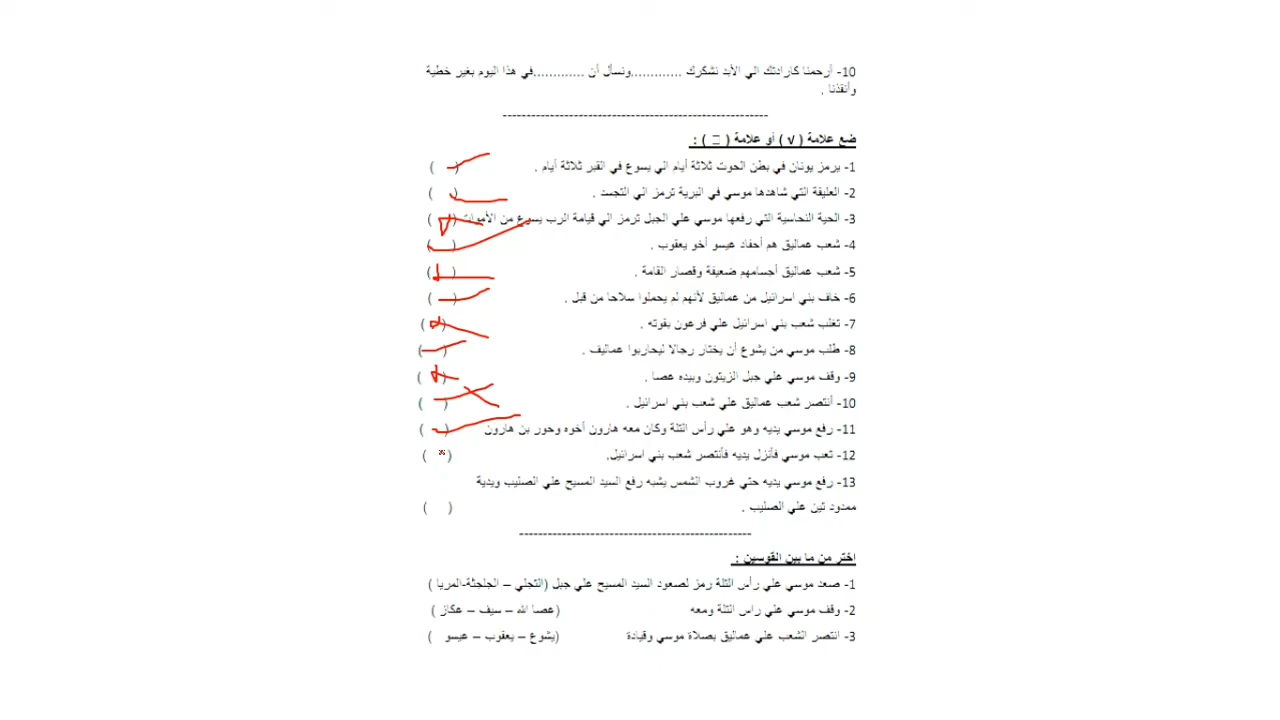 10- أرحمنا كارادتك الي الأبد نشكرك .............ونسأل أن .............في هذا اليوم بغير خطية
وأنقذنا .
--------------------------------------------------------
ضع علامة ( √ ) أو علامة ( □ ) :
1- يرمز يونان في بطن الحوت ثلاثة أيام الي يسوع في القبر ثلاثة أيام . ( )
2- العليقة التي شاهدها موسي في البرية ترمز الي التجسد . ( )
3- الحية النحاسية التي رفعها موسي علي الجبل ترمز الي قيامة الرب يسوع من الأموات ( )
4- شعب عماليق هم أحفاد عيسو أخو يعقوب . ( )
5- شعب عماليق أجسامهم ضعيفة وقصار القامة . ( )
6- خاف بني اسرائيل من عماليق لأنهم لم يحملوا سلاحا من قبل . ( )
7- تغلب شعب بني اسرائيل علي فرعون بقوته . ( )
8- طلب موسي من يشوع أن يختار رجالا ليحاربوا عماليف . ( )
9- وقف موسي علي جبل الزيتون وبيده عصا . ( )
10- أنتصر شعب عماليق علي شعب بني اسرائيل . ( )
11- رفع موسي يديه وهو علي رأس التلة وكان معه هارون أخوه وحور بن هارون ( )
12- تعب موسي فأنزل يديه فأنتصر شعب بني اسرائيل. ( )
13- رفع موسي يديه حتي غروب الشمس يشبه رفع السيد المسيح علي الصليب ويدية
ممدود تين علي الصليب . ( )
-------------------------------------------------
اختر من ما بين القوسين :
1- صعد موسي علي رأس التلة رمز لصعود السيد المسيح علي جبل (التجلي – الجلجثة-المريا )
2- وقف موسي علي راس التلة ومعه (عصا الله – سيف – عكاز )
3- انتصر الشعب علي عماليق بصلاة موسي وقيادة (يشوع – يعقوب – عيسو )